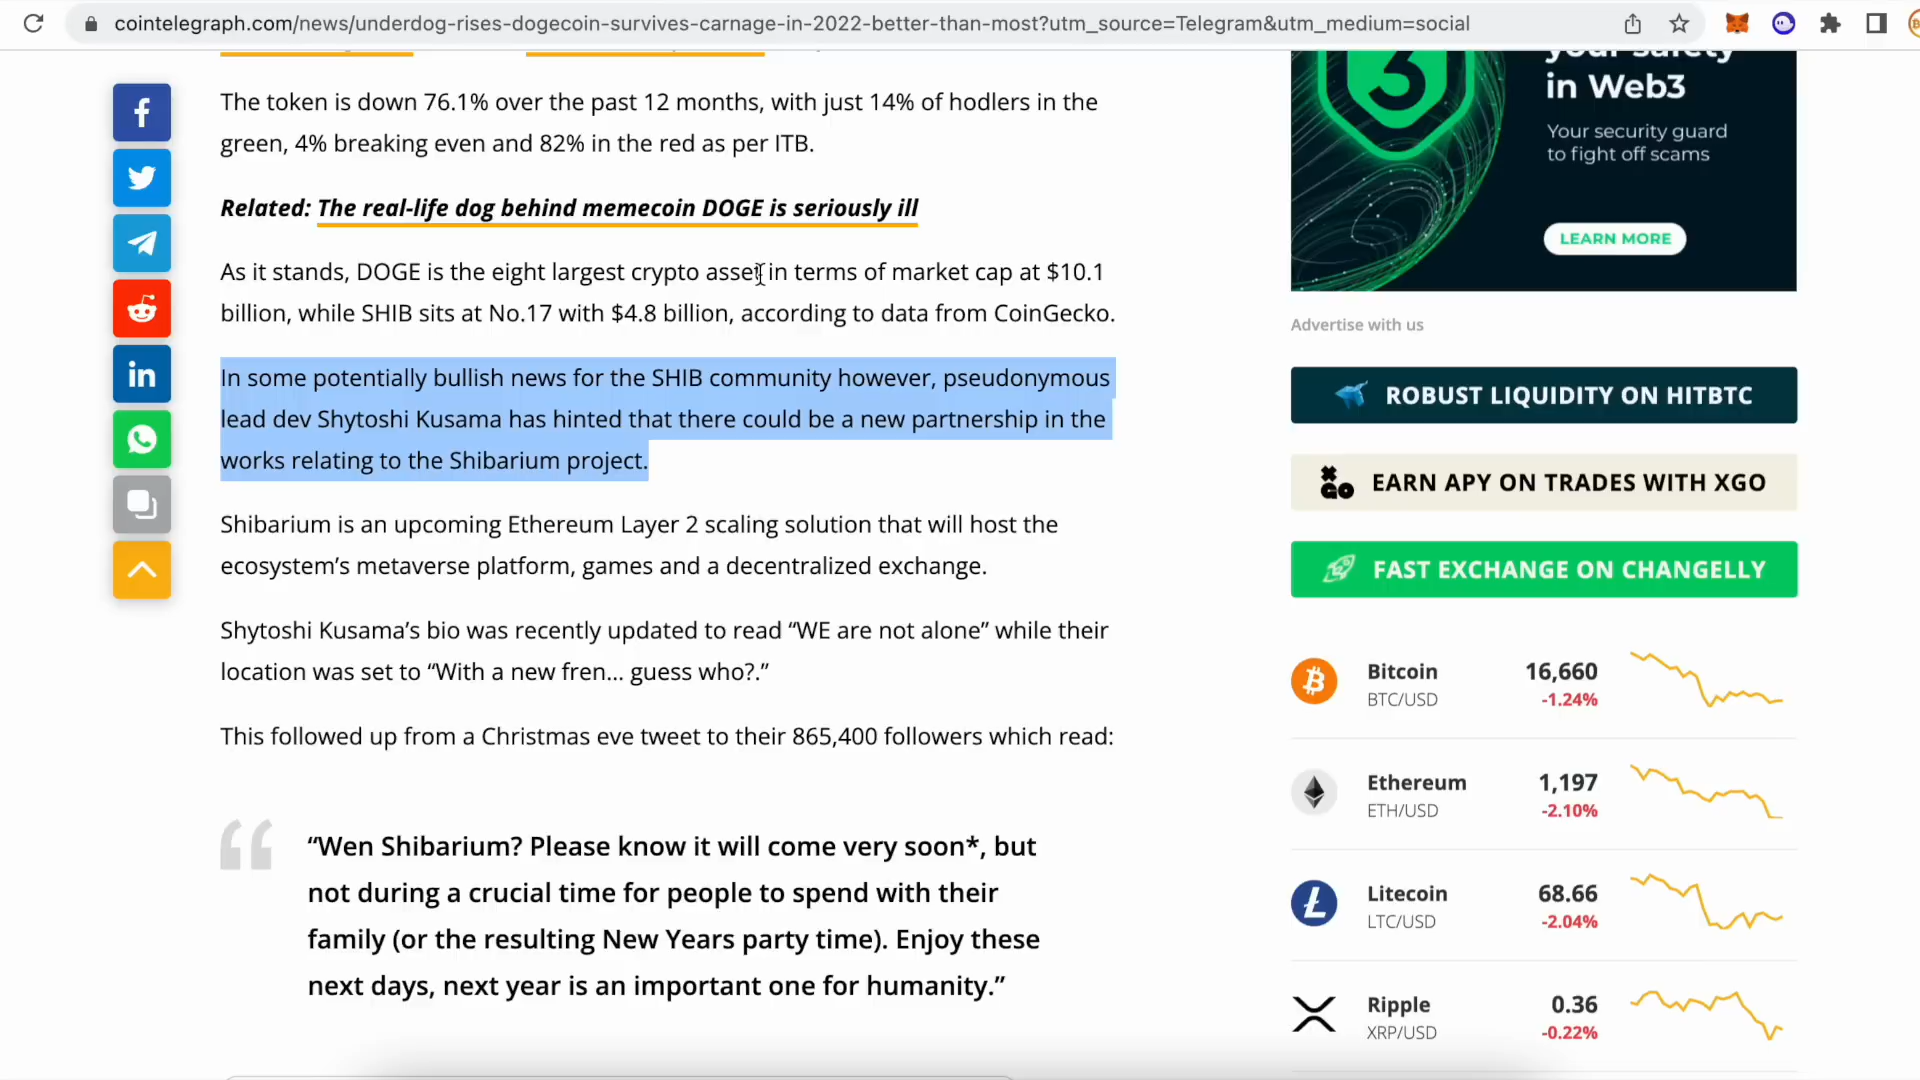 cointelegraph.com/news/underdog-rises-dogecoin-survives-carnage-in-2022-better-than-most?utm_source=Telegram&utm_medium=social
The token is down 76.1% over the past 12 months, with just 14% of hodlers in the
green, 4% breaking even and 82% in the red as per ITB.
Related: The real-life dog behind memecoin DOGE is seriously ill
As it stands, DOGE is the eight largest crypto asset in terms of market cap at $10.1
billion, while SHIB sits at No.17 with $4.8 billion, according to data from CoinGecko.
In some potentially bullish news for the SHIB community however, pseudonymous
lead dev Shytoshi Kusama has hinted that there could be a new partnership in the
works relating to the Shibarium project.
Shibarium is an upcoming Ethereum Layer 2 scaling solution that will host the
ecosystem’s metaverse platform, games and a decentralized exchange.
Shytoshi Kusama’s bio was recently updated to read “WE are not alone” while their
location was set to “With a new fren... guess who?.”
This followed up from a Christmas eve tweet to their 865,400 followers which read:
“Wen Shibarium? Please know it will come very soon*, but
not during a crucial time for people to spend with their
family (or the resulting New Years party time). Enjoy these
next days, next year is an important one for humanity.”
your safety
in Web3
Your security guard
to fight off scams
LEARN MORE
Advertise with us
ROBUST LIQUIDITY ON HITBTC
XGO EARN APY ON TRADES WITH XGO
FAST EXCHANGE ON CHANGELLY
Bitcoin 16,660
BTC/USD -1.24%
Ethereum 1,197
ETH/USD -2.10%
Litecoin 68.66
LTC/USD -2.04%
Ripple 0.36
XRP/USD -0.22%